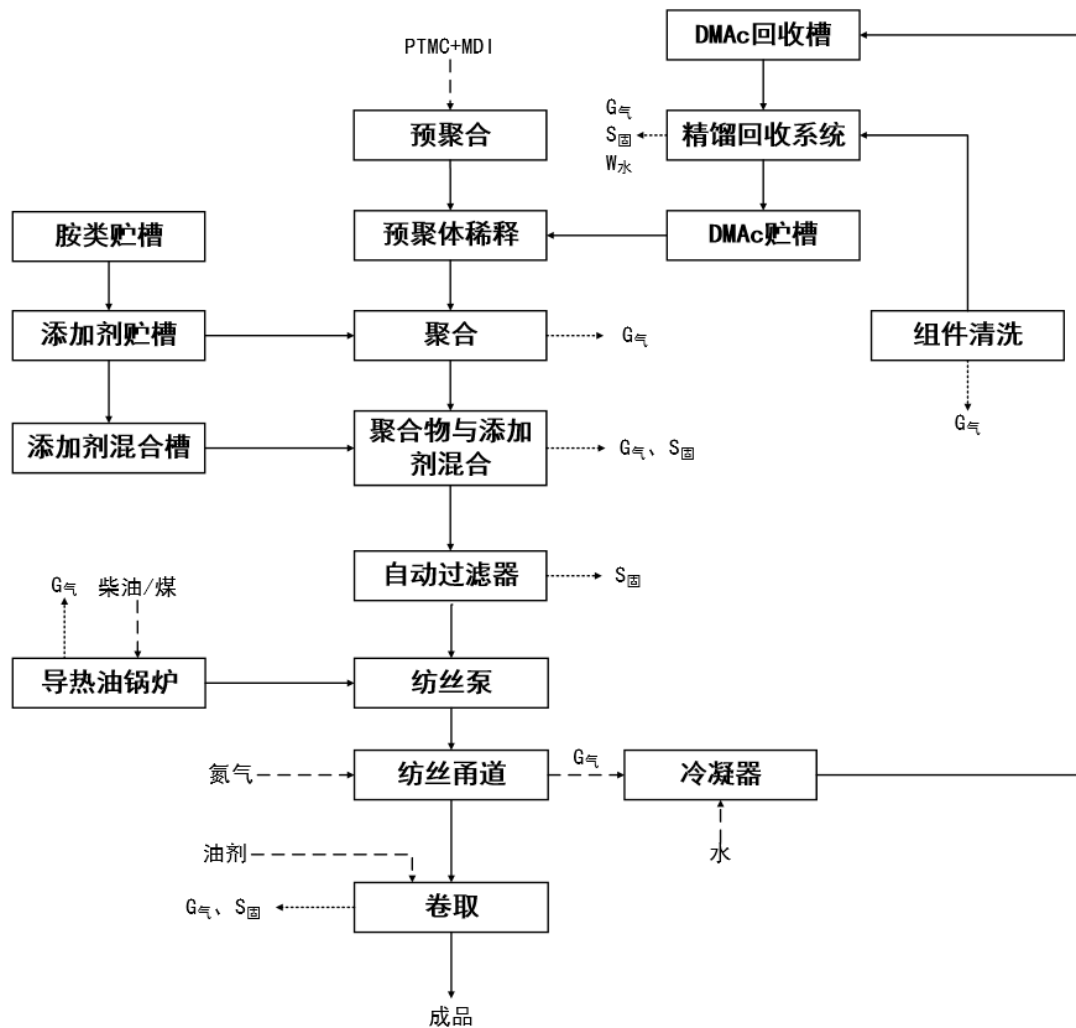 DMAc回收槽
PTMC+MDI
G气
S固
W水
预聚合
精馏回收系统
胺类贮槽
预聚体稀释
DMAc贮槽
添加剂贮槽
聚合
G气
组件清洗
添加剂混合槽
聚合物与添加
剂混合
G气、S固
G气
自动过滤器
S固
G气
柴油/煤
导热油锅炉
纺丝泵
氮气
纺丝甬道
G气
冷凝器
油剂
水
G气、S固
卷取
成品